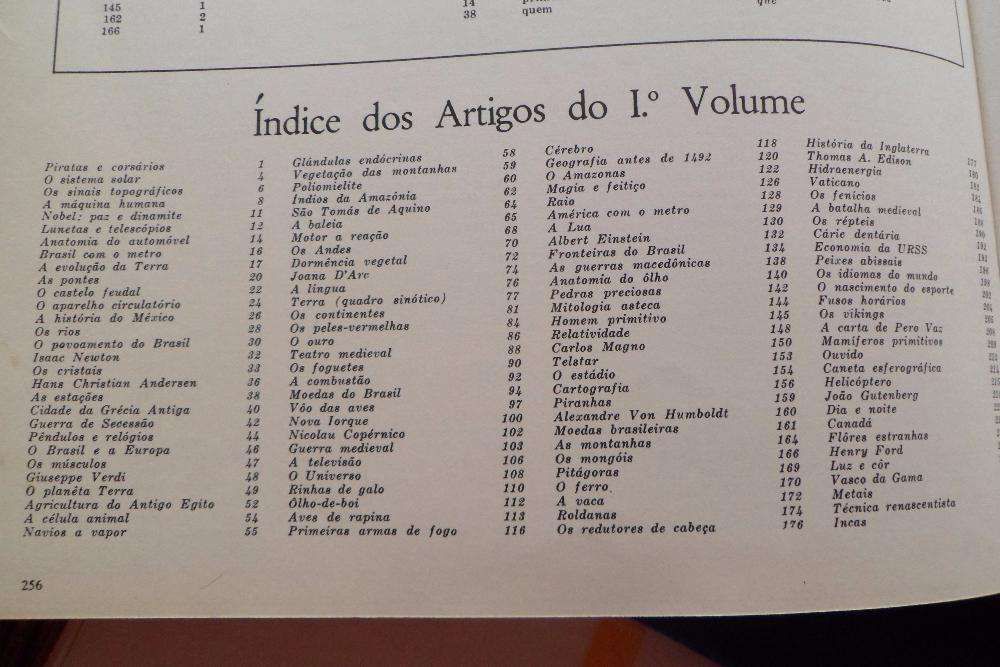 145 1
162 2
166 1
14
38 quem
que
Índice dos Artigos do I.º Volume
Piratas e corsários 1
O sistema solar 4
Os sinais topográficos 6
A máquina humana 8
Nobel: paz e dinamite 11
Lunetas e telescópios 12
Anatomia do automóvel 14
Brasil com o metro 16
A evolução da Terra 17
As pontes 20
O castelo feudal 22
O aparelho circulatório 24
A história do México 26
Os rios 28
O povoamento do Brasil 30
Isaac Newton 32
Os cristais 33
Hans Christian Andersen 36
As estações 38
Cidade da Grécia Antiga 40
Guerra de Secessão 42
Pêndulos e relógios 44
O Brasil e a Europa 46
Os músculos 47
Giuseppe Verdi 48
O planêta Terra 49
Agricultura do Antigo Egito 52
A célula animal 54
Navios a vapor 55
Glândulas endócrinas 58
Vegetação das montanhas 59
Poliomielite 60
Índios da Amazônia 62
São Tomás de Aquino 64
A baleia 65
Motor a reação 68
Os Andes 70
Dormência vegetal 72
Joana D'Arc 74
A língua 76
Terra (quadro sinótico) 77
Os continentes 81
Os peles-vermelhas 84
O ouro 86
Teatro medieval 88
Os foguetes 90
A combustão 92
Moedas do Brasil 94
Vôo das aves 97
Nova Iorque 100
Nicolau Copérnico 102
Guerra medieval 103
A televisão 106
O Universo 108
Rinhas de galo 110
Ôlho-de-boi 112
Aves de rapina 113
Primeiras armas de fogo 116
Cérebro 118
Geografia antes de 1492 120
O Amazonas 122
Magia e feitiço 126
Raio 128
América com o metro 129
A Lua 130
Albert Einstein 132
Fronteiras do Brasil 134
As guerras macedônicas 138
Anatomia do ôlho 140
Pedras preciosas 142
Mitologia asteca 144
Homem primitivo 145
Relatividade 148
Carlos Magno 150
Telstar 153
O estádio 154
Cartografia 156
Piranhas 159
Alexandre Von Humboldt 160
Moedas brasileiras 161
As montanhas 164
Os mongóis 166
Pitágoras 169
O ferro 170
A vaca 172
Roldanas 174
Os redutores de cabeça 176
História da Inglaterra 177
Thomas A. Edison 180
Hidraenergia
Vaticano
Os fenícios
A batalha medieval
Os répteis
Cárie dentária
Economia da URSS
Peixes abissais
Os idiomas do mundo
O nascimento do esporte
Fusos horários
Os vikings
A carta de Pero Vaz
Mamíferos primitivos
Ouvido
Caneta esferográfica
Helicóptero
João Gutenberg
Dia e noite
Canadá
Flôres estranhas
Henry Ford
Luz e côr
Vasco da Gama
Metais
Técnica renascentista
Incas
256